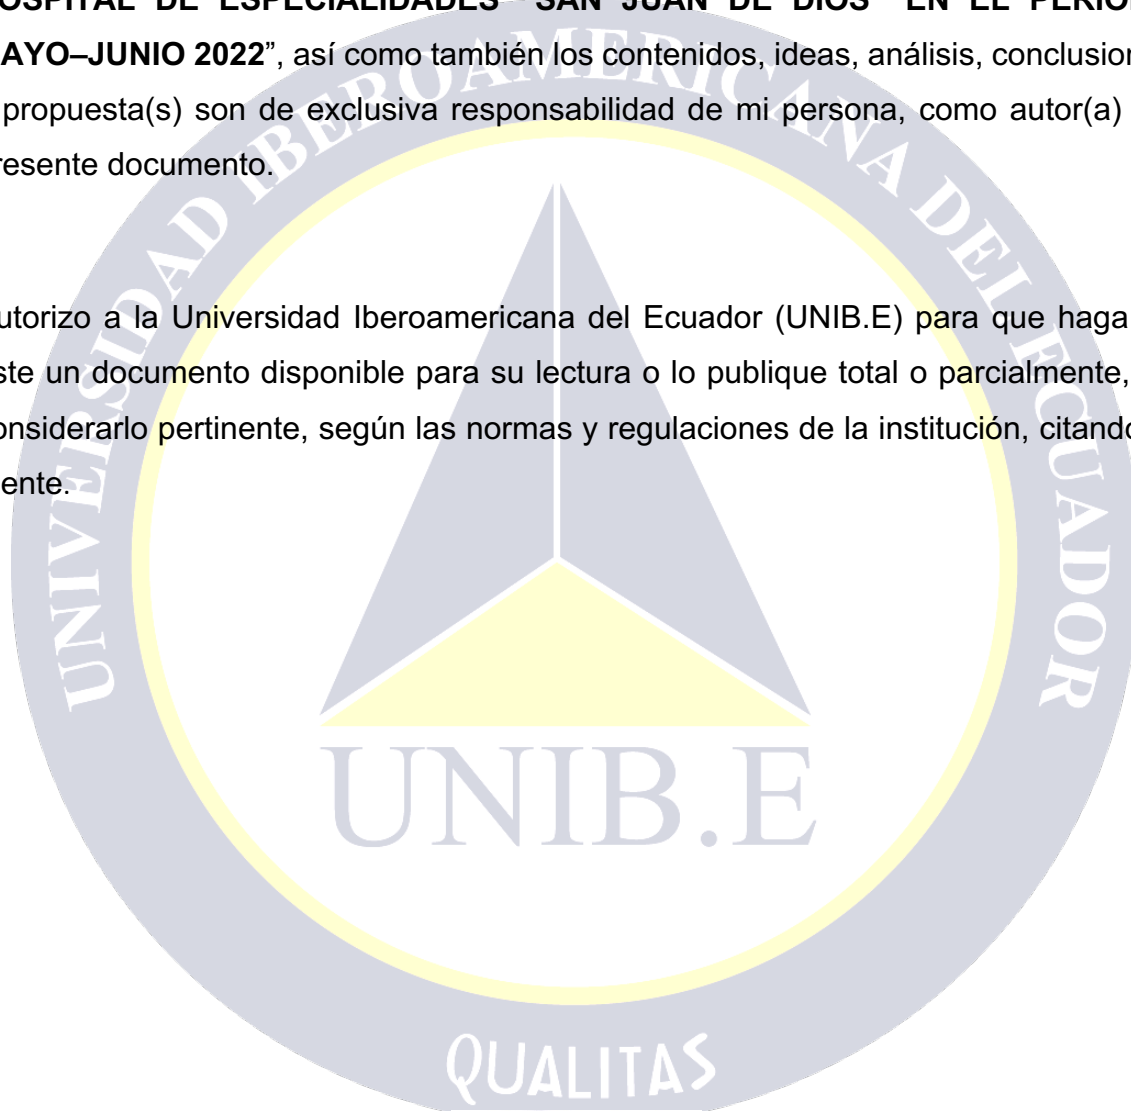 HOSPITAL DE ESPECIALIDADES "SAN JUAN DE DIOS" EN EL PERIO
AYO–JUNIO 2022”, así como también los contenidos, ideas, análisis, conclusion
propuesta(s) son de exclusiva responsabilidad de mi persona, como autor(a)
resente documento.
utorizo a la Universidad Iberoamericana del Ecuador (UNIB.E) para que haga
ste un documento disponible para su lectura o lo publique total o parcialmente,
onsiderarlo pertinente, según las normas y regulaciones de la institución, citando
ente.
UNIVERSIDAD IBEROAMERICANA DEL ECUADOR
UNIB.E
QUALITAS